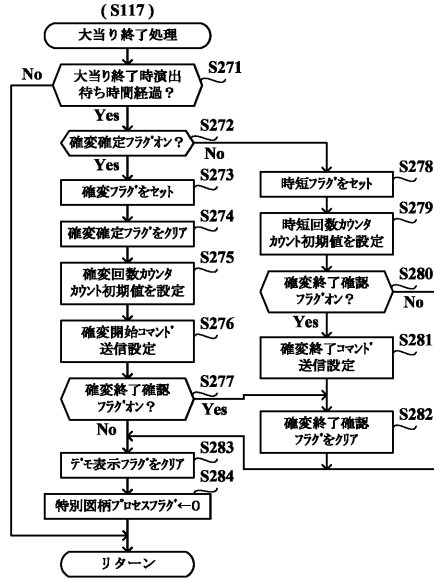 (S117)
大当り終了処理
No
大当り終了時演出
待ち時間経過?
S271
Yes
確変確定フラグオン?
S272
No
Yes
確変フラグをセット
S273
確変確定フラグをクリア
S274
確変回数カウンタ
カウント初期値を設定
S275
確変開始コマンド
送信設定
S276
確変終了確認
フラグオン?
S277
Yes
No
時短フラグをセット
S278
時短回数カウンタ
カウント初期値を設定
S279
確変終了確認
フラグオン?
S280
No
Yes
確変終了コマンド
送信設定
S281
確変終了確認
フラグをクリア
S282
デモ表示フラグをクリア
S283
特別図柄プロセスフラグ←0
S284
リターン